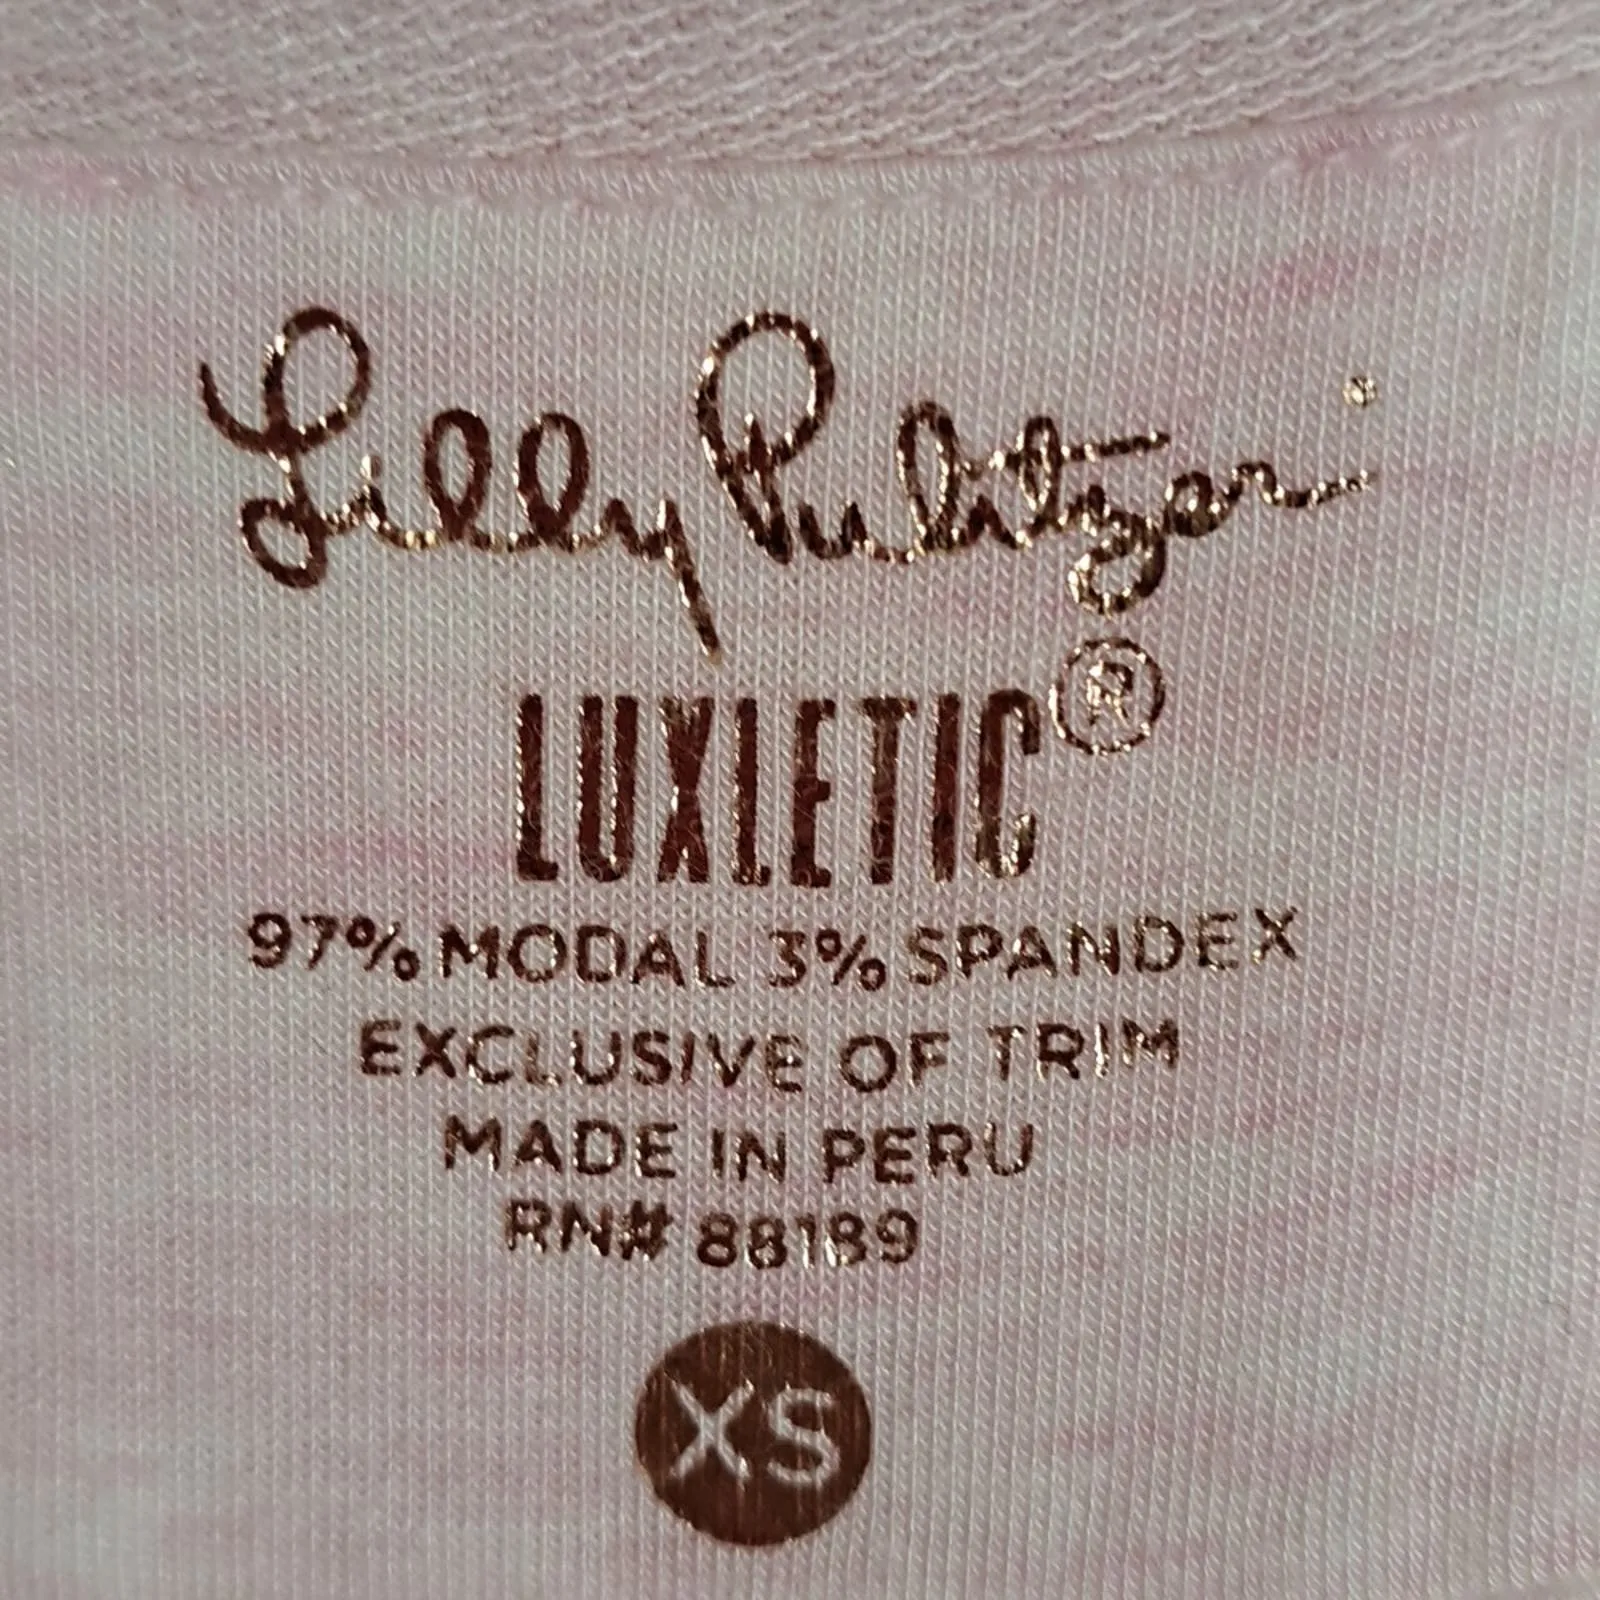 Lilly Pulitzer
LUXLETIC®
97% MODAL 3% SPANDEX
EXCLUSIVE OF TRIM
MADE IN PERU
RN# 88189
XS